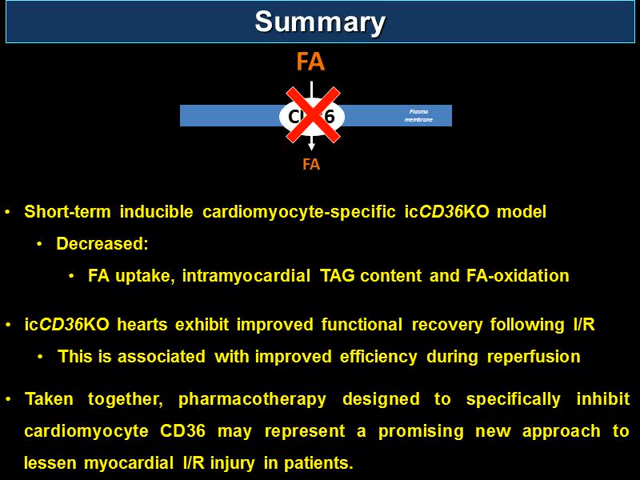 Summary
FA
CD36
Plasma
membrane
FA
• Short-term inducible cardiomyocyte-specific icCD36KO model
• Decreased:
• FA uptake, intramyocardial TAG content and FA-oxidation
• icCD36KO hearts exhibit improved functional recovery following I/R
• This is associated with improved efficiency during reperfusion
• Taken together, pharmacotherapy designed to specifically inhibit
cardiomyocyte CD36 may represent a promising new approach to
lessen myocardial I/R injury in patients.